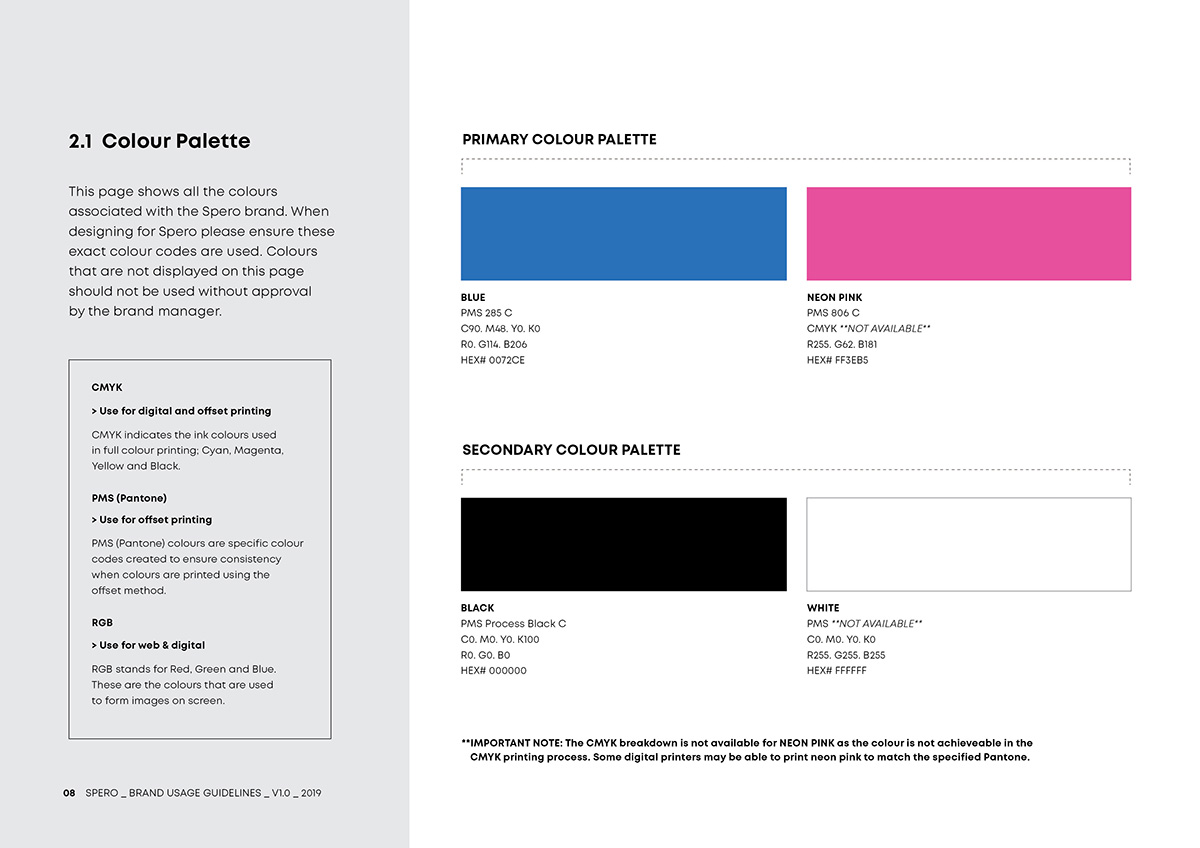 2.1 Colour Palette
This page shows all the colours
associated with the Spero brand. When
designing for Spero please ensure these
exact colour codes are used. Colours
that are not displayed on this page
should not be used without approval
by the brand manager.
CMYK
> Use for digital and offset printing
CMYK indicates the ink colours used
in full colour printing; Cyan, Magenta,
Yellow and Black.
PMS (Pantone)
> Use for offset printing
PMS (Pantone) colours are specific colour
codes created to ensure consistency
when colours are printed using the
offset method.
RGB
> Use for web & digital
RGB stands for Red, Green and Blue.
These are the colours that are used
to form images on screen.
08 SPERO _ BRAND USAGE GUIDELINES _ V1.0 _ 2019
PRIMARY COLOUR PALETTE
BLUE
PMS 285 C
C90. M48. Y0. K0
R0. G114. B206
HEX# 0072CE
NEON PINK
PMS 806 C
CMYK **NOT AVAILABLE**
R255. G62. B181
HEX# FF3EB5
SECONDARY COLOUR PALETTE
BLACK
PMS Process Black C
C0. M0. Y0. K100
R0. G0. B0
HEX# 000000
WHITE
PMS **NOT AVAILABLE**
C0. M0. Y0. K0
R255. G255. B255
HEX# FFFFFF
**IMPORTANT NOTE: The CMYK breakdown is not available for NEON PINK as the colour is not achieveable in the
CMYK printing process. Some digital printers may be able to print neon pink to match the specified Pantone.